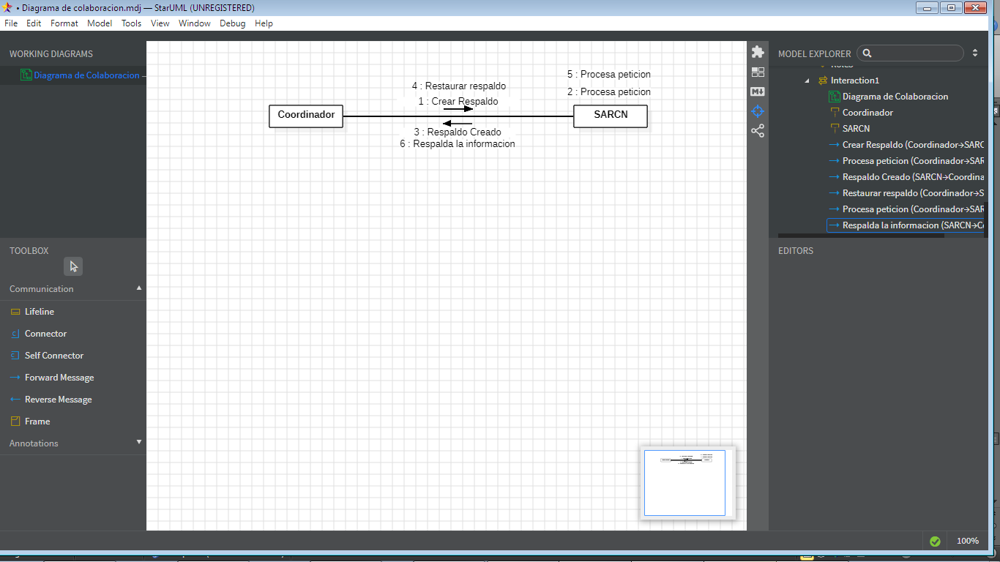 • Diagrama de colaboracion.mdj — StarUML (UNREGISTERED)
File Edit Format Model Tools View Window Debug Help
WORKING DIAGRAMS
Diagrama de Colaboracion —
TOOLBOX
Communication
Lifeline
Connector
Self Connector
Forward Message
Reverse Message
Frame
Annotations
5 : Procesa peticion
4 : Restaurar respaldo
2 : Procesa peticion
1 : Crear Respaldo
Coordinador
SARCN
3 : Respaldo Creado
6 : Respalda la informacion
MODEL EXPLORER
Interaction1
Diagrama de Colaboracion
Coordinador
SARCN
Crear Respaldo (Coordinador→SARC
Procesa peticion (Coordinador→SAR
Respaldo Creado (SARCN→Coordina
Restaurar respaldo (Coordinador→S
Procesa peticion (Coordinador→SAR
Respalda la informacion (SARCN→Co
EDITORS
100%